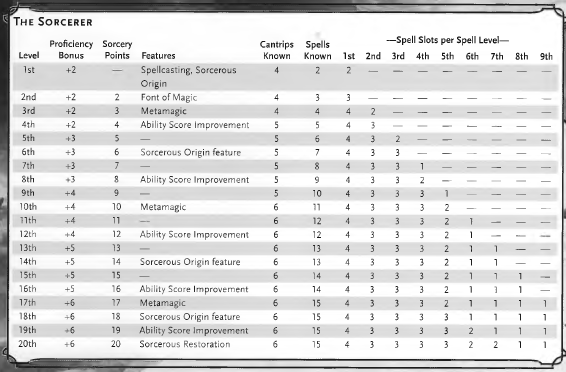 THE SORCERER
—Spell Slots per Spell Level—
Proficiency Sorcery Cantrips Spells
Level Bonus Points Features Known Known 1st 2nd 3rd 4th 5th 6th 7th 8th 9th
1st +2 — Spellcasting, Sorcerous 4 2 2 — — — — — — — —
Origin
2nd +2 2 Font of Magic 4 3 3 — — — — — — — —
3rd +2 3 Metamagic 4 4 4 2 — — — — — — —
4th +2 4 Ability Score Improvement 5 5 4 3 — — — — — — —
5th +3 5 — 5 6 4 3 2 — — — — — —
6th +3 6 Sorcerous Origin feature 5 7 4 3 3 — — — — — —
7th +3 7 — 5 8 4 3 3 1 — — — — —
8th +3 8 Ability Score Improvement 5 9 4 3 3 2 — — — — —
9th +4 9 — 5 10 4 3 3 3 1 — — — —
10th +4 10 Metamagic 6 11 4 3 3 3 2 — — — —
11th +4 11 — 6 12 4 3 3 3 2 1 — — —
12th +4 12 Ability Score Improvement 6 12 4 3 3 3 2 1 — — —
13th +5 13 — 6 13 4 3 3 3 2 1 1 — —
14th +5 14 Sorcerous Origin feature 6 13 4 3 3 3 2 1 1 — —
15th +5 15 — 6 14 4 3 3 3 2 1 1 1 —
16th +5 16 Ability Score Improvement 6 14 4 3 3 3 2 1 1 1 —
17th +6 17 Metamagic 6 15 4 3 3 3 2 1 1 1 1
18th +6 18 Sorcerous Origin feature 6 15 4 3 3 3 3 1 1 1 1
19th +6 19 Ability Score Improvement 6 15 4 3 3 3 3 2 1 1 1
20th +6 20 Sorcerous Restoration 6 15 4 3 3 3 3 2 2 1 1